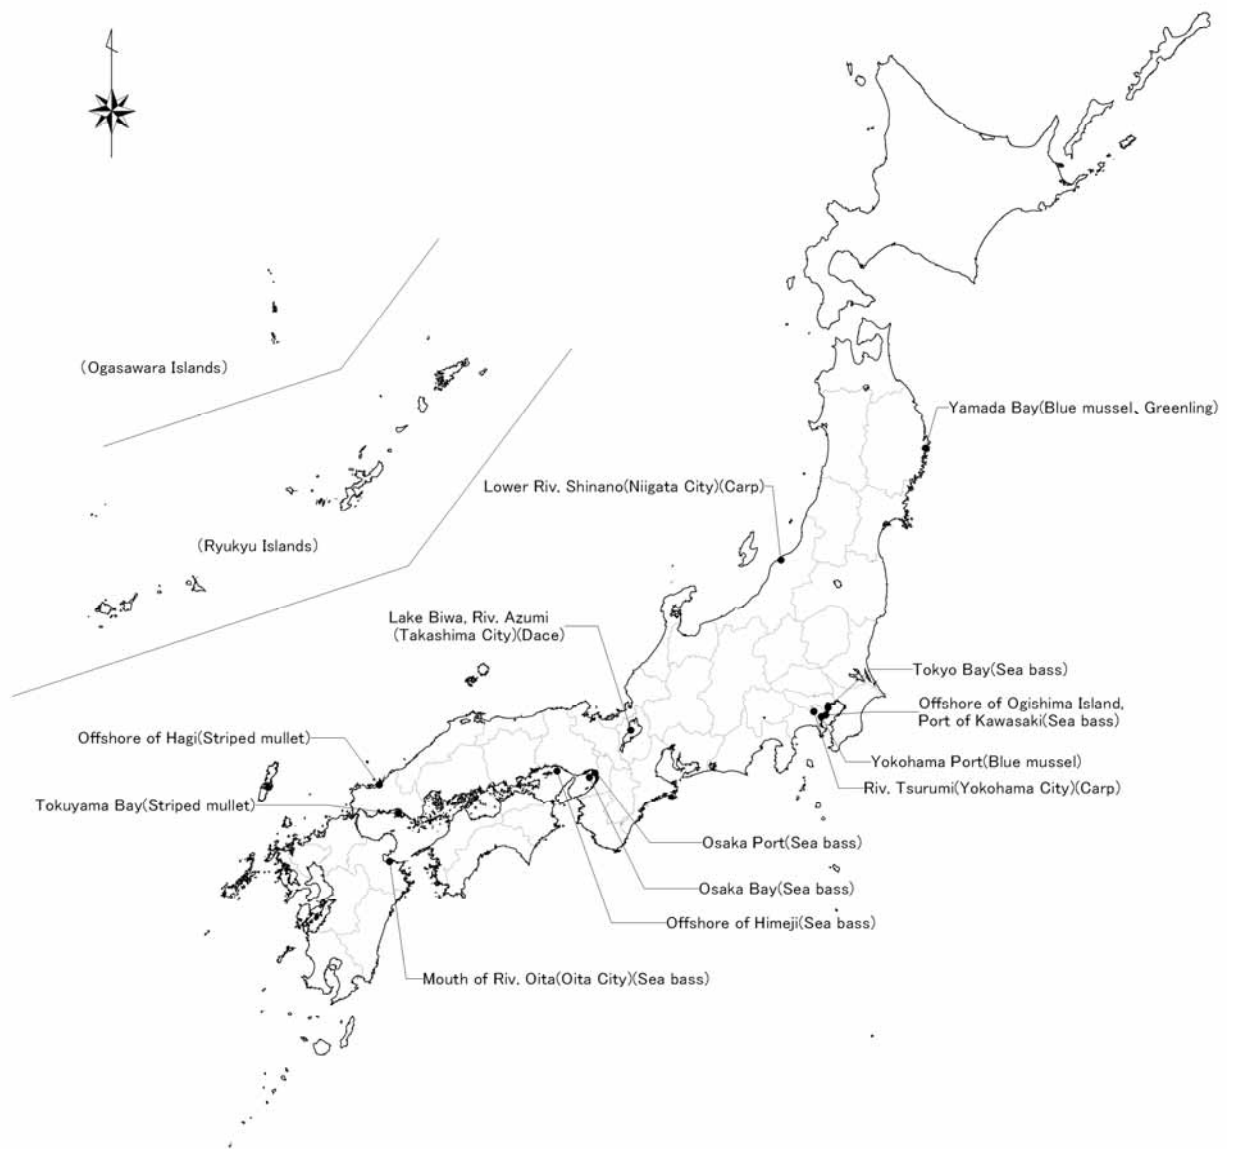 (Ogasawara Islands)
Yamada Bay(Blue mussel、Greenling)
Lower Riv. Shinano(Niigata City)(Carp)
(Ryukyu Islands)
Lake Biwa, Riv. Azumi
(Takashima City)(Dace)
Tokyo Bay(Sea bass)
Offshore of Ogishima Island,
Port of Kawasaki(Sea bass)
Offshore of Hagi(Striped mullet)
Yokohama Port(Blue mussel)
Riv. Tsurumi(Yokohama City)(Carp)
Tokuyama Bay(Striped mullet)
Osaka Port(Sea bass)
Osaka Bay(Sea bass)
Offshore of Himeji(Sea bass)
Mouth of Riv. Oita(Oita City)(Sea bass)